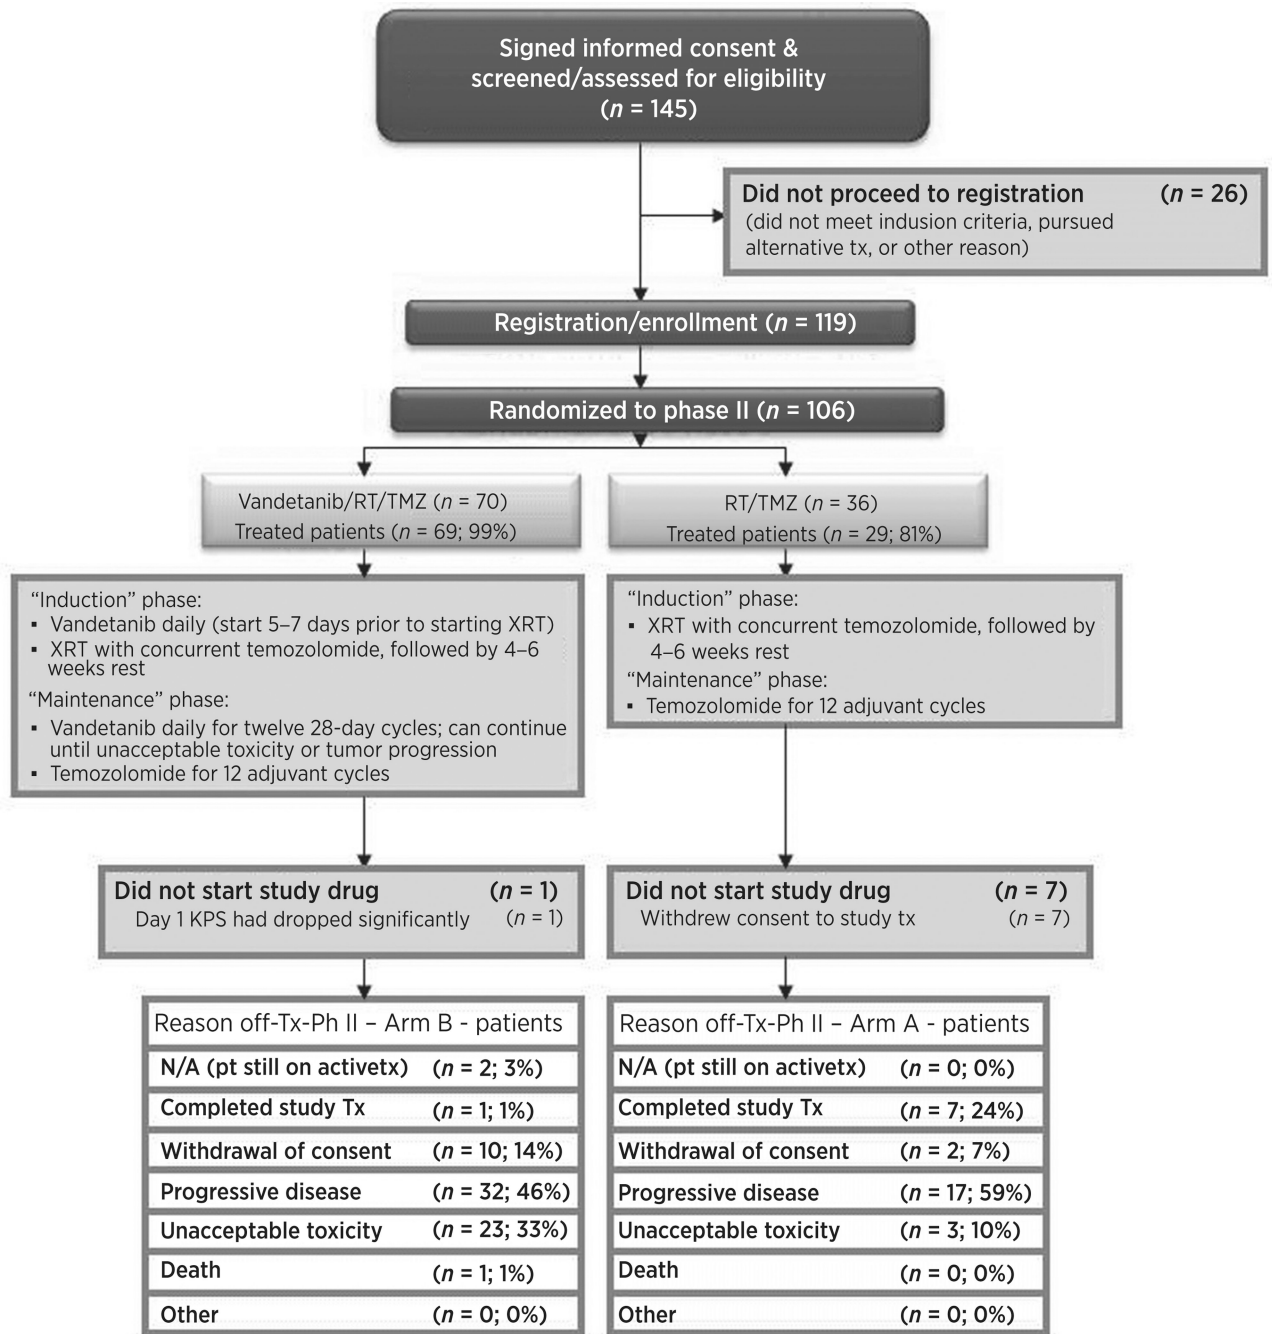 Signed informed consent &
screened/assessed for eligibility
(n = 145)
Did not proceed to registration (n = 26)
(did not meet indusion criteria, pursued
alternative tx, or other reason)
Registration/enrollment (n = 119)
Randomized to phase II (n = 106)
Vandetanib/RT/TMZ (n = 70)
Treated patients (n = 69; 99%)
RT/TMZ (n = 36)
Treated patients (n = 29; 81%)
“Induction” phase:
▪ Vandetanib daily (start 5–7 days prior to starting XRT)
▪ XRT with concurrent temozolomide, followed by 4–6
weeks rest
“Maintenance” phase:
▪ Vandetanib daily for twelve 28-day cycles; can continue
until unacceptable toxicity or tumor progression
▪ Temozolomide for 12 adjuvant cycles
“Induction” phase:
▪ XRT with concurrent temozolomide, followed by
4–6 weeks rest
“Maintenance” phase:
▪ Temozolomide for 12 adjuvant cycles
Did not start study drug (n = 1)
Day 1 KPS had dropped significantly (n = 1)
Did not start study drug (n = 7)
Withdrew consent to study tx (n = 7)
Reason off-Tx-Ph II – Arm B - patients
N/A (pt still on activetx) (n = 2; 3%)
Completed study Tx (n = 1; 1%)
Withdrawal of consent (n = 10; 14%)
Progressive disease (n = 32; 46%)
Unacceptable toxicity (n = 23; 33%)
Death (n = 1; 1%)
Other (n = 0; 0%)
Reason off-Tx-Ph II – Arm A - patients
N/A (pt still on activetx) (n = 0; 0%)
Completed study Tx (n = 7; 24%)
Withdrawal of consent (n = 2; 7%)
Progressive disease (n = 17; 59%)
Unacceptable toxicity (n = 3; 10%)
Death (n = 0; 0%)
Other (n = 0; 0%)